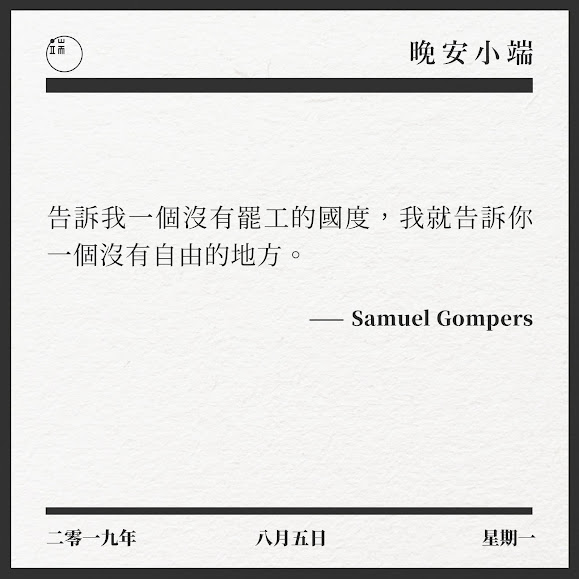 端
晚安小端
告訴我一個沒有罷工的國度，我就告訴你
一個沒有自由的地方。
—— Samuel Gompers
二零一九年 八月五日 星期一